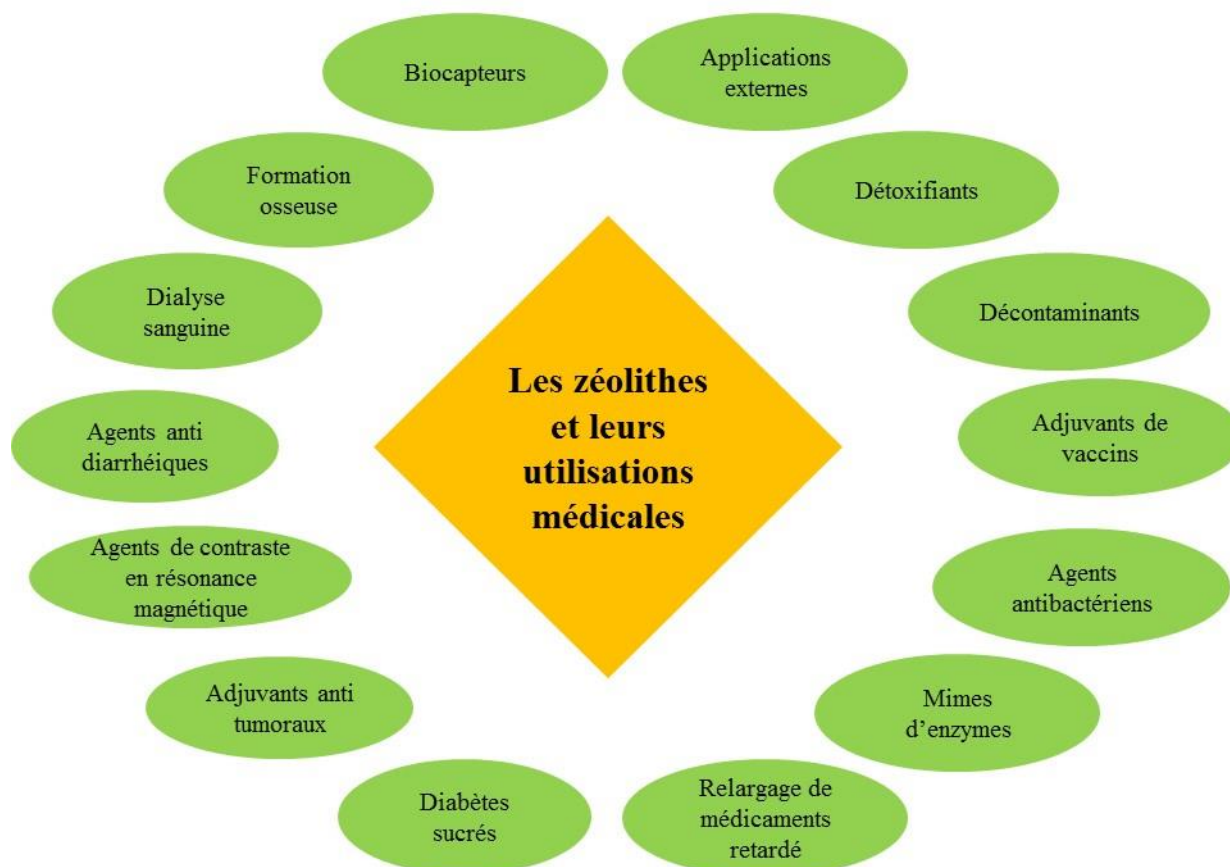 Biocapteurs
Applications
externes
Formation
osseuse
Détoxifiants
Dialyse
sanguine
Décontaminants
Les zéolithes
et leurs
utilisations
médicales
Agents anti
diarrhéiques
Adjuvants de
vaccins
Agents de contraste
en résonance
magnétique
Agents
antibactériens
Adjuvants anti
tumoraux
Mimes
d’enzymes
Diabètes
sucrés
Relargage de
médicaments
retardé